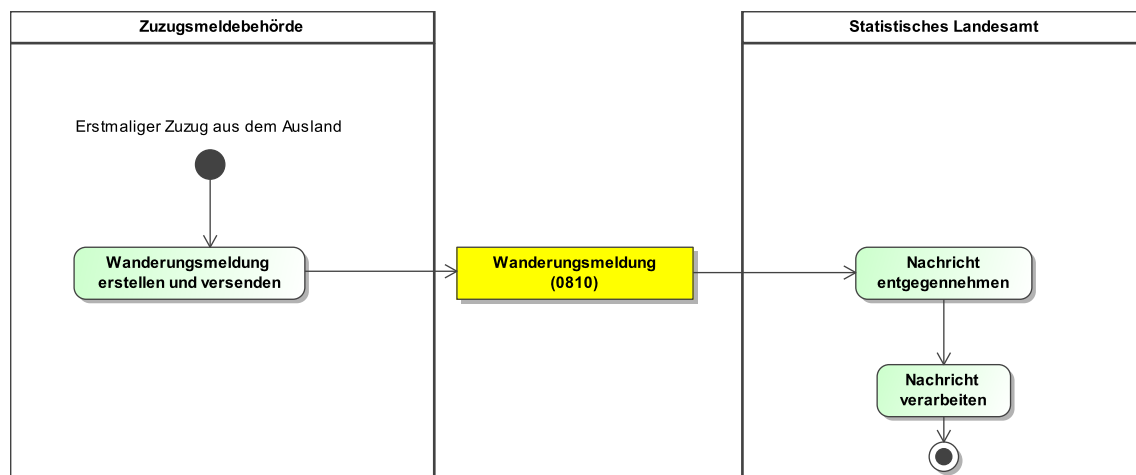 Zuzugsmeldebehörde
Statistisches Landesamt
Erstmaliger Zuzug aus dem Ausland
Wanderungsmeldung
erstellen und versenden
Wanderungsmeldung
(0810)
Nachricht
entgegennehmen
Nachricht
verarbeiten